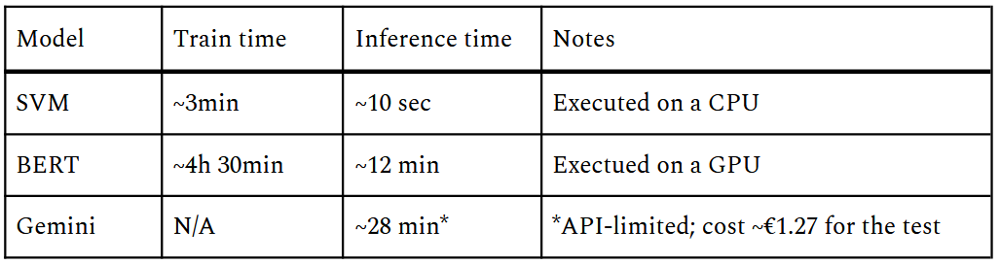 Model Train time Inference time Notes
SVM ~3min ~10 sec Executed on a CPU
BERT ~4h 30min ~12 min Exectued on a GPU
Gemini N/A ~28 min* *API-limited; cost ~€1.27 for the test